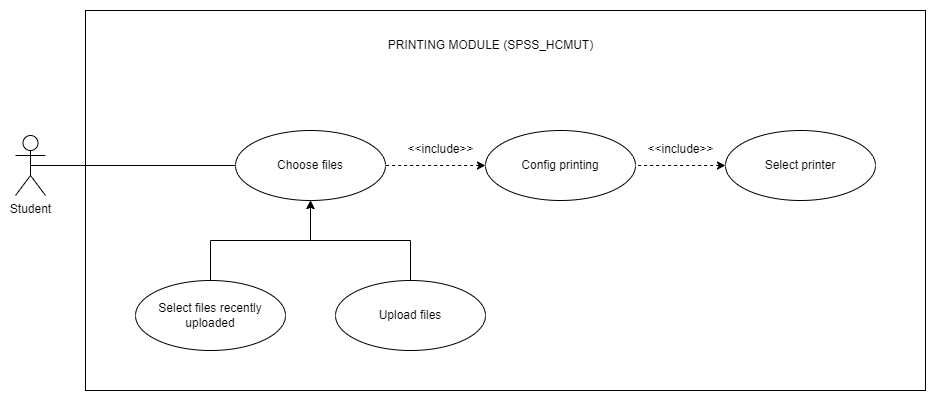 PRINTING MODULE (SPSS_HCMUT)
Student
Choose files
<<include>>
Config printing
<<include>>
Select printer
Select files recently
uploaded
Upload files